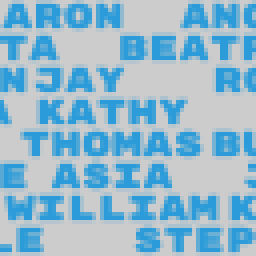 ARON ANG
TA BEATR
N JAY RO
A KATHY
THOMAS BU
E ASIA J
WILLIAM K
LE STEP